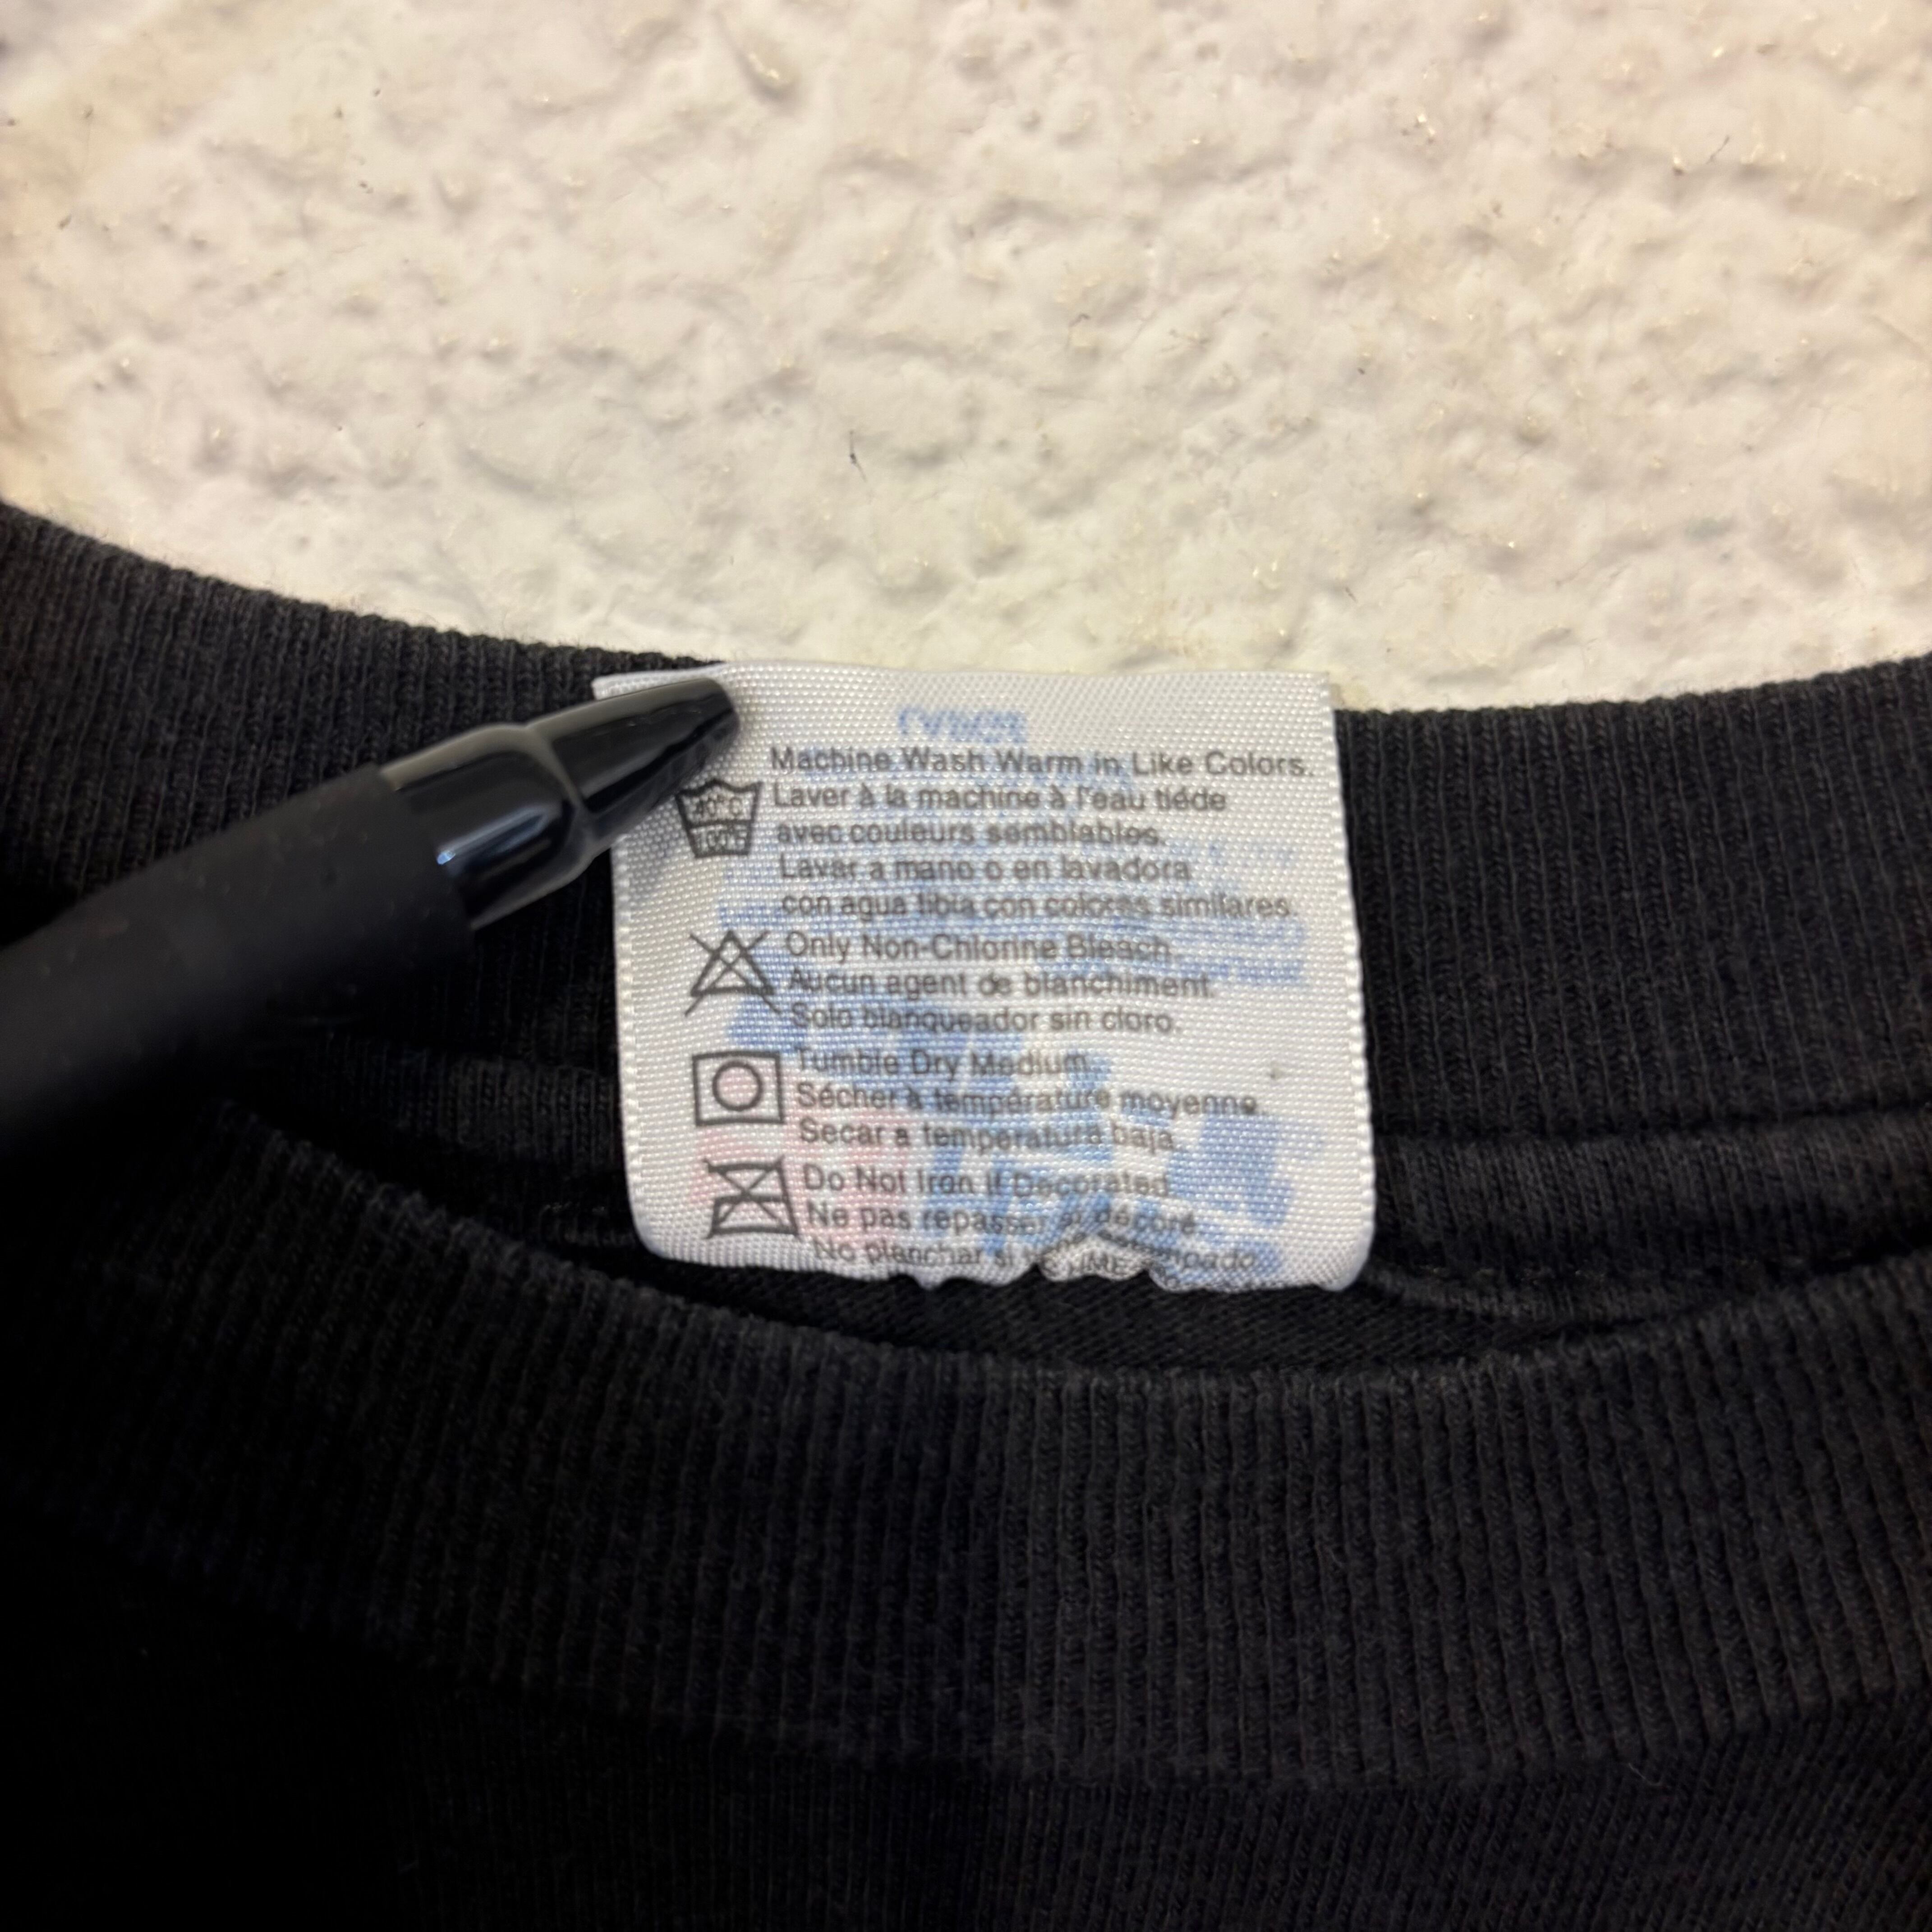 Machine Wash Warm in Like Colors.
40°C
Laver à la machine à l'eau tiéde
100°F
avec couleurs semblables.
Lavar a mano o en lavadora
con agua tibia con colores similares.
Only Non-Chlorine Bleach.
Aucun agent de blanchiment.
Solo blanqueador sin cloro.
Tumble Dry Medium.
Sécher à température moyenne.
Secar a temperatura baja.
Do Not Iron If Decorated.
Ne pas repasser si décoré.
No planchar si